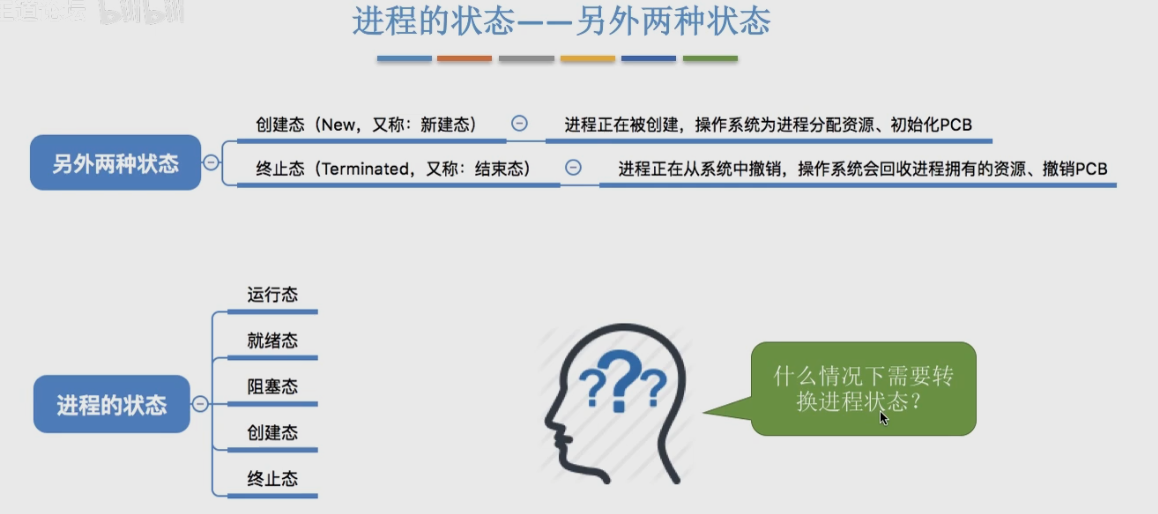 bilibili
进程的状态——另外两种状态
另外两种状态
创建态（New，又称：新建态）
进程正在被创建，操作系统为进程分配资源、初始化PCB
终止态（Terminated，又称：结束态）
进程正在从系统中撤销，操作系统会回收进程拥有的资源、撤销PCB
进程的状态
运行态
就绪态
阻塞态
创建态
终止态
???
什么情况下需要转
换进程状态？